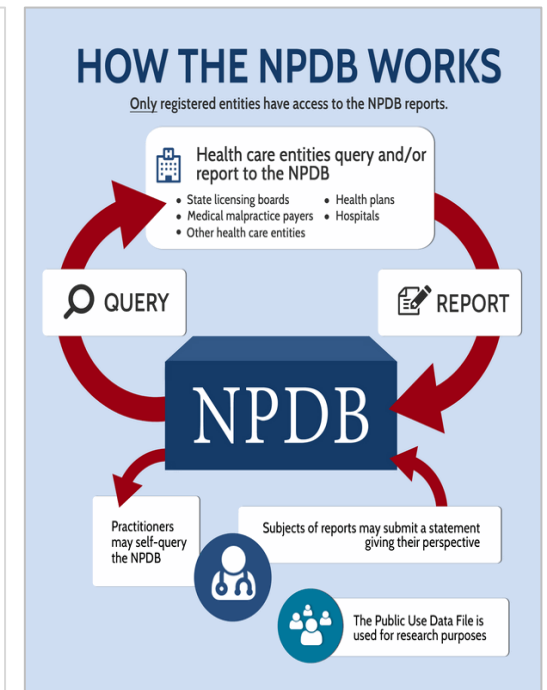 HOW THE NPDB WORKS
Only registered entities have access to the NPDB reports.
H
Health care entities query and/or
report to the NPDB
• State licensing boards
• Medical malpractice payers
• Other health care entities
• Health plans
• Hospitals
QUERY
REPORT
NPDB
Practitioners
may self-query
the NPDB
Subjects of reports may submit a statement
giving their perspective
The Public Use Data File is
used for research purposes